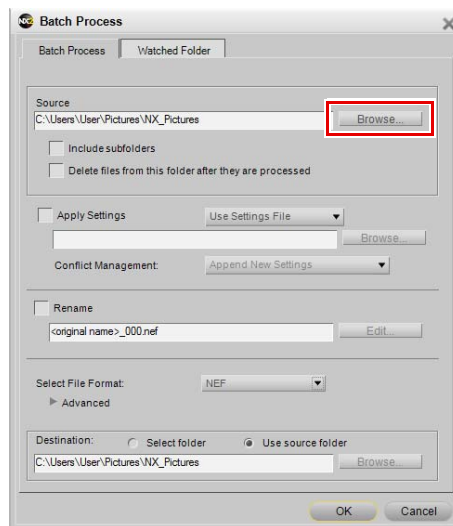 NX2 Batch Process
Batch Process Watched Folder
Source
C:\Users\User\Pictures\NX_Pictures Browse...
Include subfolders
Delete files from this folder after they are processed
Apply Settings Use Settings File
Browse...
Conflict Management: Append New Settings
Rename
<original name>_000.nef Edit...
Select File Format: NEF
Advanced
Destination: Select folder Use source folder
C:\Users\User\Pictures\NX_Pictures Browse...
OK Cancel